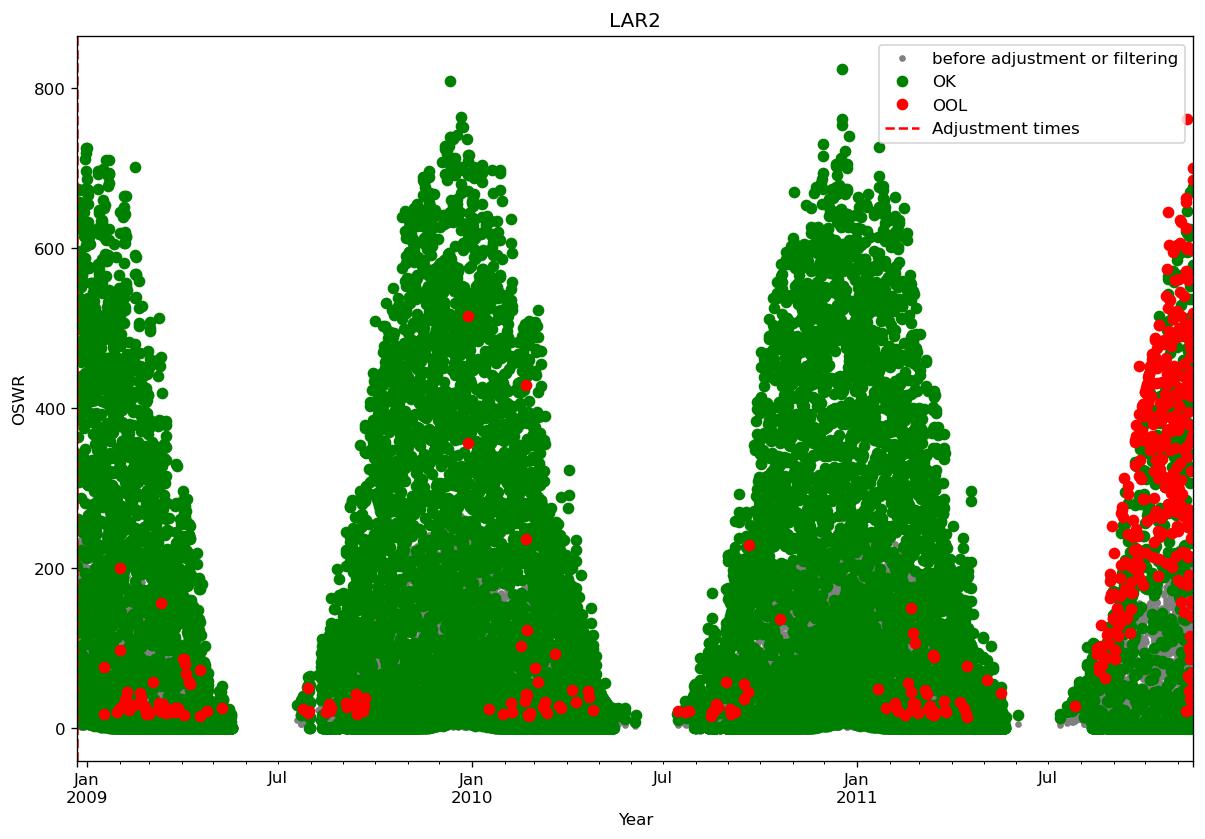 LAR2
before adjustment or filtering
OK
OOL
Adjustment times
OSWR
800
600
400
200
0
Jan
2009
Jul
Jan
2010
Jul
Jan
2011
Jul
Year